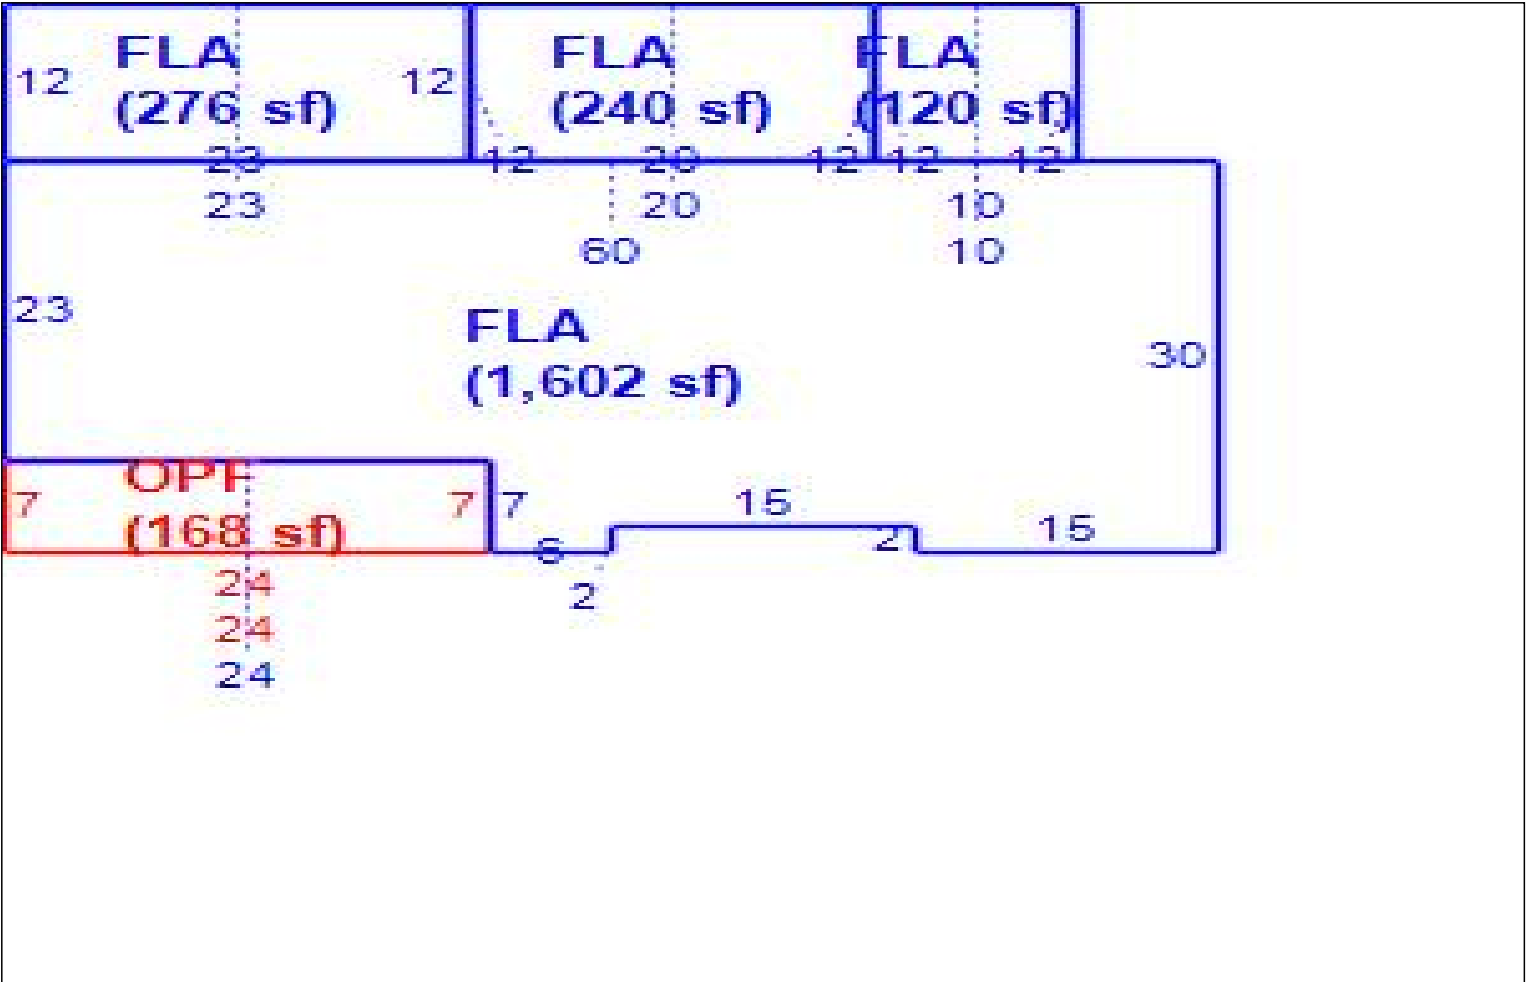 FLA FLA FLA
12 12
(276 sf) (240 sf) (120 sf)
23 12 20 12 12 12
23 20 10
60 10
23
FLA
30
(1,602 sf)
OPF
7 7 7 15
(168 sf) 2 15
6
24 2
24
24